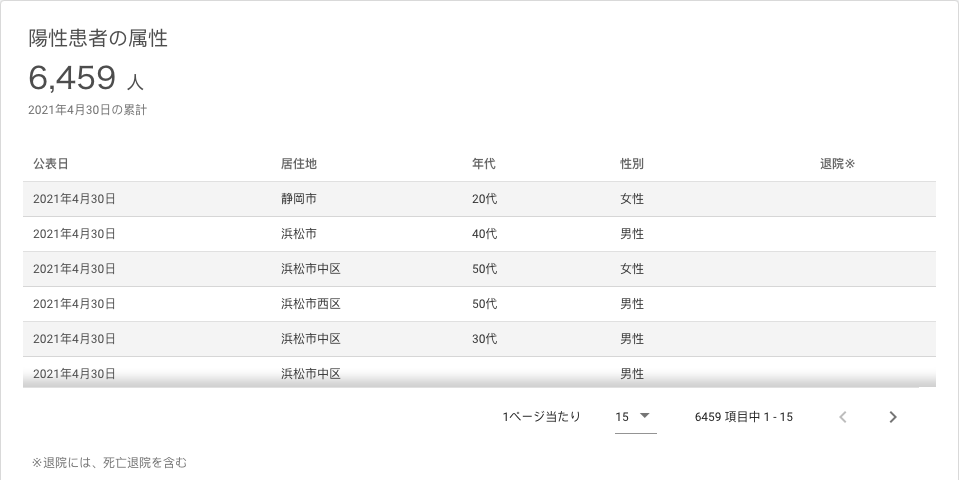 陽性患者の属性
6,459 人
2021年4月30日の累計
公表日 居住地 年代 性別 退院※
2021年4月30日 静岡市 20代 女性
2021年4月30日 浜松市 40代 男性
2021年4月30日 浜松市中区 50代 女性
2021年4月30日 浜松市西区 50代 男性
2021年4月30日 浜松市中区 30代 男性
2021年4月30日 浜松市中区 男性
1ページ当たり 15 6459 項目中 1 - 15
※退院には、死亡退院を含む